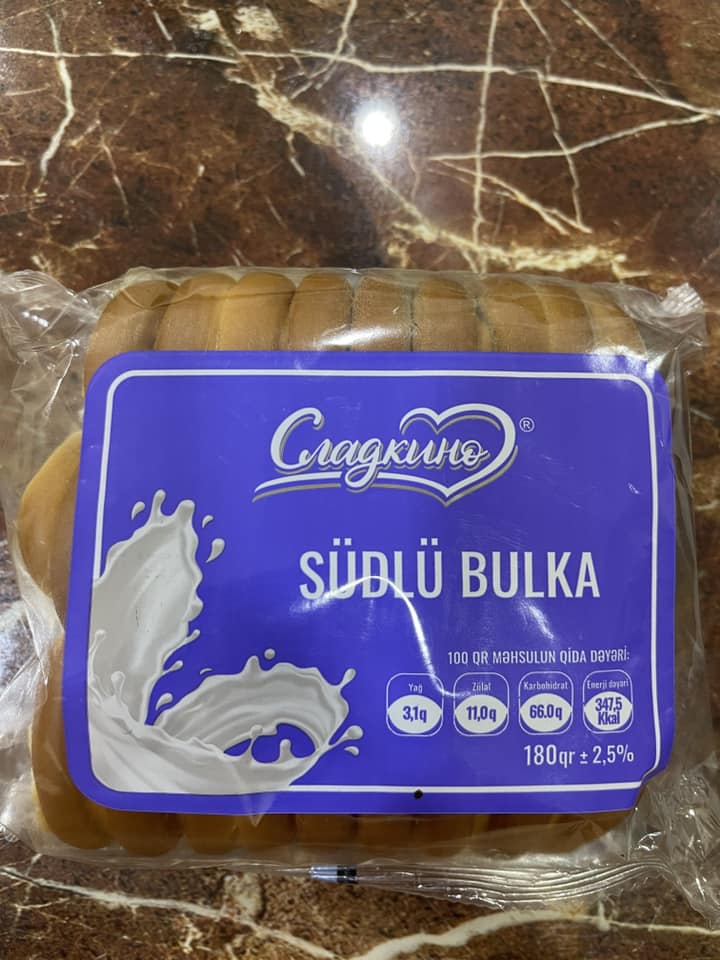 Сладкино ®
SÜDLÜ BULKA
100 QR MƏHSULUN QİDA DƏYƏRİ:
Yağ Zülal Karbohidrat Enerji dəyəri
3,1q 11,0q 66.0q 347,5
Kkal
180qr ± 2,5%